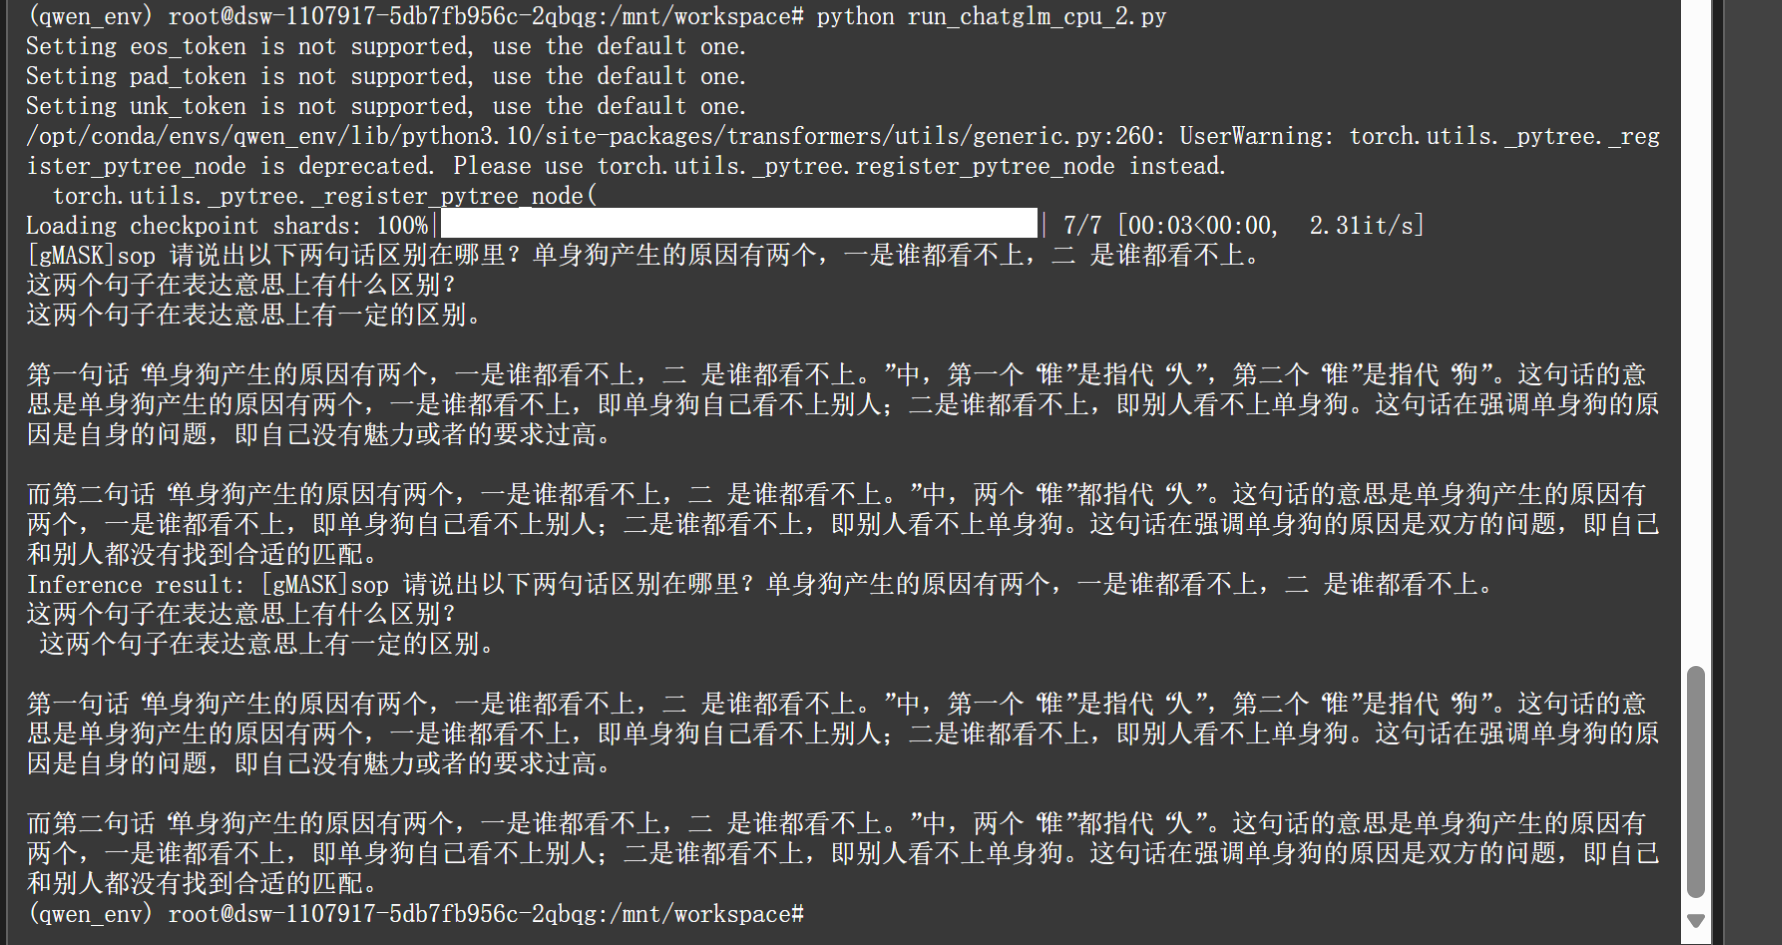 (qwen_env) root@dsw-1107917-5db7fb956c-2qbqg:/mnt/workspace# python run_chatglm_cpu_2.py
Setting eos_token is not supported, use the default one.
Setting pad_token is not supported, use the default one.
Setting unk_token is not supported, use the default one.
/opt/conda/envs/qwen_env/lib/python3.10/site-packages/transformers/utils/generic.py:260: UserWarning: torch.utils._pytree._reg
ister_pytree_node is deprecated. Please use torch.utils._pytree.register_pytree_node instead.
  torch.utils._pytree._register_pytree_node(
Loading checkpoint shards: 100%|          | 7/7 [00:03<00:00,  2.31it/s]
[gMASK]sop 请说出以下两句话区别在哪里？单身狗产生的原因有两个，一是谁都看不上，二 是谁都看不上。
这两个句子在表达意思上有什么区别？
这两个句子在表达意思上有一定的区别。

第一句话“单身狗产生的原因有两个，一是谁都看不上，二 是谁都看不上。”中，第一个“谁”是指代“人”，第二个“谁”是指代“狗”。这句话的意
思是单身狗产生的原因有两个，一是谁都看不上，即单身狗自己看不上别人；二是谁都看不上，即别人看不上单身狗。这句话在强调单身狗的原
因是自身的问题，即自己没有魅力或者的要求过高。

而第二句话“单身狗产生的原因有两个，一是谁都看不上，二 是谁都看不上。”中，两个“谁”都指代“人”。这句话的意思是单身狗产生的原因有
两个，一是谁都看不上，即单身狗自己看不上别人；二是谁都看不上，即别人看不上单身狗。这句话在强调单身狗的原因是双方的问题，即自己
和别人都没有找到合适的匹配。
Inference result: [gMASK]sop 请说出以下两句话区别在哪里？单身狗产生的原因有两个，一是谁都看不上，二 是谁都看不上。
这两个句子在表达意思上有什么区别？
 这两个句子在表达意思上有一定的区别。

第一句话“单身狗产生的原因有两个，一是谁都看不上，二 是谁都看不上。”中，第一个“谁”是指代“人”，第二个“谁”是指代“狗”。这句话的意
思是单身狗产生的原因有两个，一是谁都看不上，即单身狗自己看不上别人；二是谁都看不上，即别人看不上单身狗。这句话在强调单身狗的原
因是自身的问题，即自己没有魅力或者的要求过高。

而第二句话“单身狗产生的原因有两个，一是谁都看不上，二 是谁都看不上。”中，两个“谁”都指代“人”。这句话的意思是单身狗产生的原因有
两个，一是谁都看不上，即单身狗自己看不上别人；二是谁都看不上，即别人看不上单身狗。这句话在强调单身狗的原因是双方的问题，即自己
和别人都没有找到合适的匹配。
(qwen_env) root@dsw-1107917-5db7fb956c-2qbqg:/mnt/workspace#